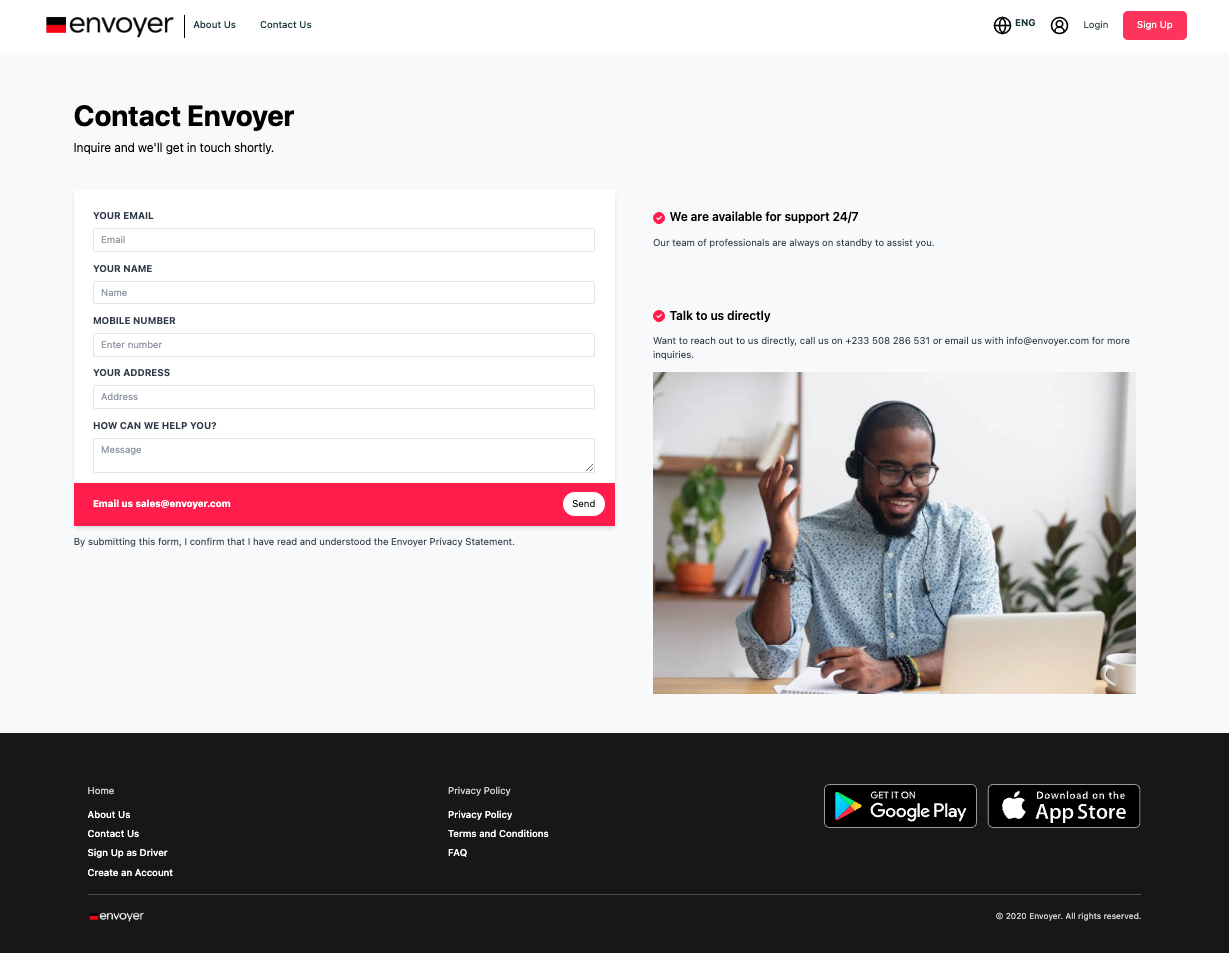 envoyer
About Us
Contact Us
ENG
Login
Sign Up
Contact Envoyer
Inquire and we'll get in touch shortly.
YOUR EMAIL
Email
YOUR NAME
Name
MOBILE NUMBER
Enter number
YOUR ADDRESS
Address
HOW CAN WE HELP YOU?
Message
Email us sales@envoyer.com
Send
By submitting this form, I confirm that I have read and understood the Envoyer Privacy Statement.
We are available for support 24/7
Our team of professionals are always on standby to assist you.
Talk to us directly
Want to reach out to us directly, call us on +233 508 286 531 or email us with info@envoyer.com for more
inquiries.
Home
About Us
Contact Us
Sign Up as Driver
Create an Account
Privacy Policy
Privacy Policy
Terms and Conditions
FAQ
GET IT ON
Google Play
Download on the
App Store
envoyer
© 2020 Envoyer. All rights reserved.